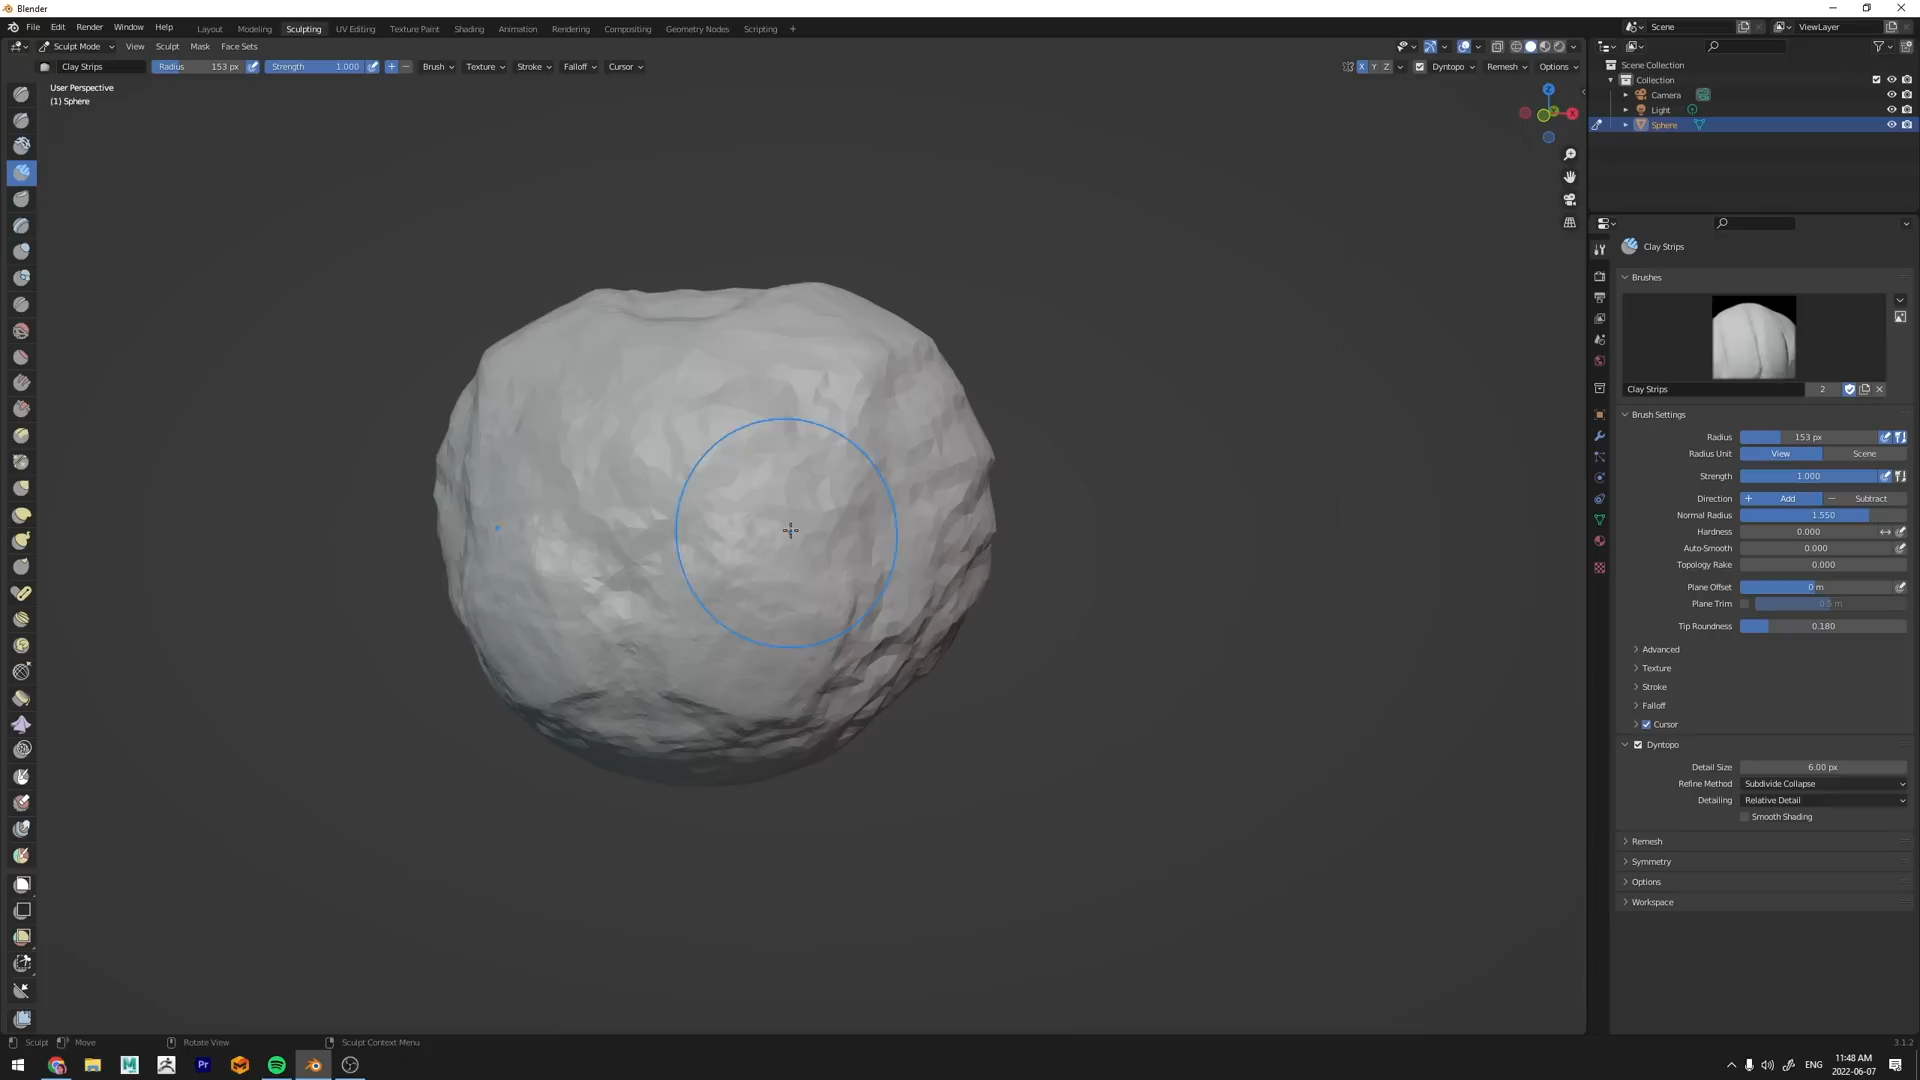 Blender
File Edit Render Window Help Layout Modeling Sculpting UV Editing Texture Paint Shading Animation Rendering Compositing Geometry Nodes Scripting + Scene ViewLayer
Sculpt Mode View Sculpt Mask Face Sets
Clay Strips Radius 153 px Strength 1.000 + − Brush Texture Stroke Falloff Cursor X Y Z Dyntopo Remesh Options
User Perspective
(1) Sphere
Z
X
Scene Collection
Collection
Camera
Light
Sphere
Clay Strips
Brushes
Clay Strips 2
Brush Settings
Radius 153 px
Radius Unit View Scene
Strength 1.000
Direction + Add − Subtract
Normal Radius 1.550
Hardness 0.000
Auto-Smooth 0.000
Topology Rake 0.000
Plane Offset 0 m
Plane Trim 0.5 m
Tip Roundness 0.180
Advanced
Texture
Stroke
Falloff
Cursor
Dyntopo
Detail Size 6.00 px
Refine Method Subdivide Collapse
Detailing Relative Detail
Smooth Shading
Remesh
Symmetry
Options
Workspace
Sculpt Move Rotate View Sculpt Context Menu 3.1.2
M Pr ENG 11:48 AM
2022-06-07